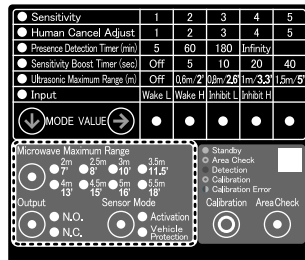 Sensitivity 1 2 3 4 5
Human Cancel Adjust 1 2 3 4 5
Presence Detection Timer (min) 5 60 180 Infinity
Sensitivity Boost Timer (sec) Off 5 10 20 40
Ultrasonic Maximum Range (m) Off 0,6m/2' 0,8m/2,6' 1m/3,3' 1,5m/5'
Input Wake L Wake H Inhibit L Inhibit H
MODE VALUE
Microwave Maximum Range
2m 2.5m 3m 3.5m
7' 8' 10' 11.5'
4m 4.5m 5m 5.5m
13' 15' 16' 18'
Output Sensor Mode
N.O. Activation
N.C. Vehicle Protection
Standby
Area Check
Detection
Calibration
Calibration Error
Calibration Area Check